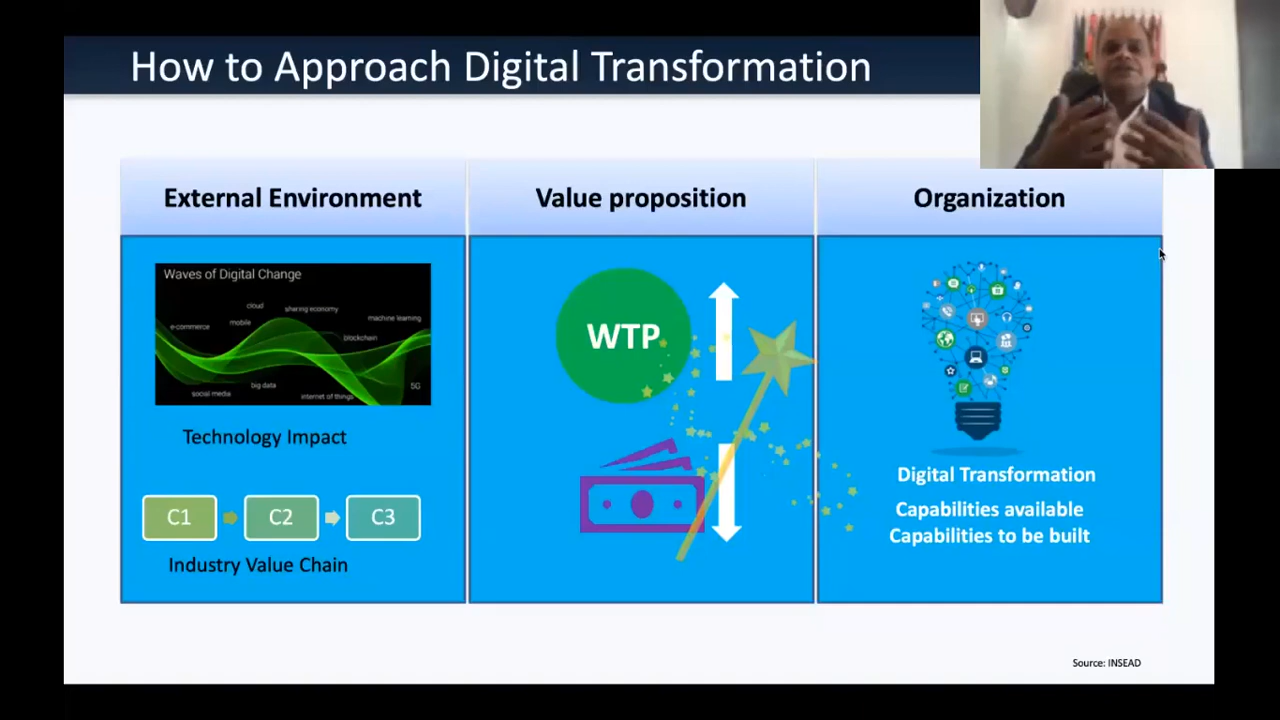 How to Approach Digital Transformation
External Environment
Value proposition
Organization
Waves of Digital Change
cloud
sharing economy
e-commerce
mobile
machine learning
blockchain
big data
5G
social media
internet of things
Technology Impact
C1
C2
C3
Industry Value Chain
WTP
Digital Transformation
Capabilities available
Capabilities to be built
Source: INSEAD